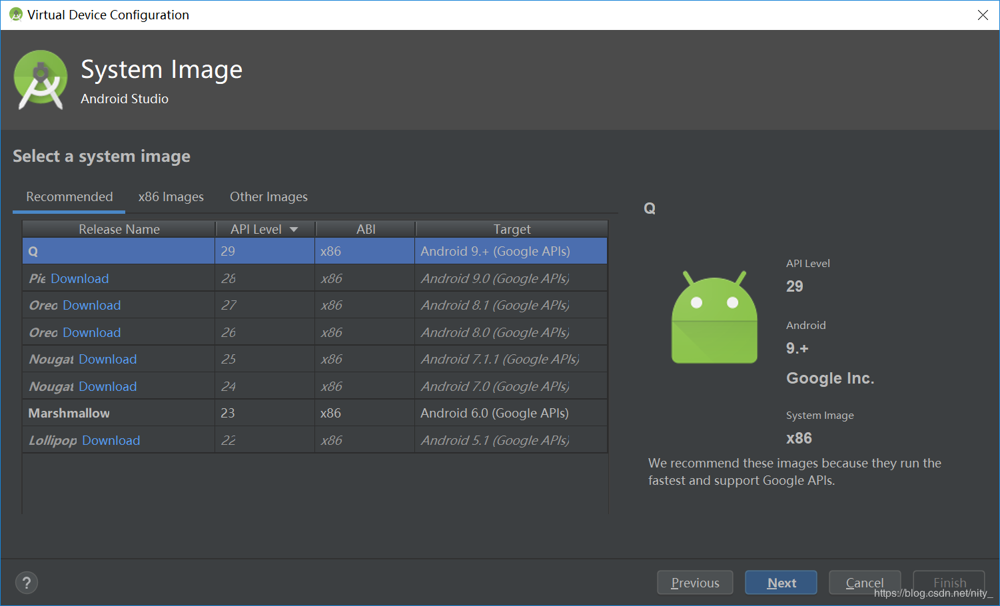 Virtual Device Configuration
System Image
Android Studio
Select a system image
Recommended x86 Images Other Images
Release Name API Level ABI Target
Q 29 x86 Android 9.+ (Google APIs)
Pie Download 28 x86 Android 9.0 (Google APIs)
Oreo Download 27 x86 Android 8.1 (Google APIs)
Oreo Download 26 x86 Android 8.0 (Google APIs)
Nougat Download 25 x86 Android 7.1.1 (Google APIs)
Nougat Download 24 x86 Android 7.0 (Google APIs)
Marshmallow 23 x86 Android 6.0 (Google APIs)
Lollipop Download 22 x86 Android 5.1 (Google APIs)
Q
API Level
29
Android
9.+
Google Inc.
System Image
x86
We recommend these images because they run the
fastest and support Google APIs.
? Previous Next Cancel Finish
https://blog.csdn.net/nity_